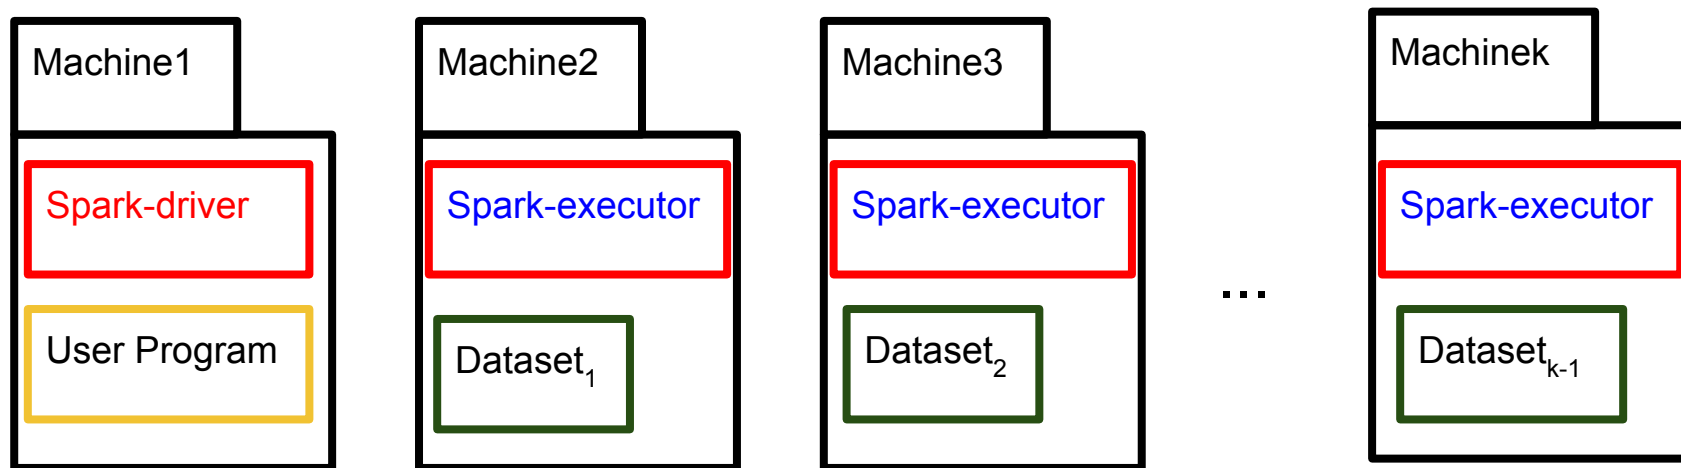 Machine1
Spark-driver
User Program
Machine2
Spark-executor
Dataset₁
Machine3
Spark-executor
Dataset₂
...
Machinek
Spark-executor
Datasetₖ₋₁